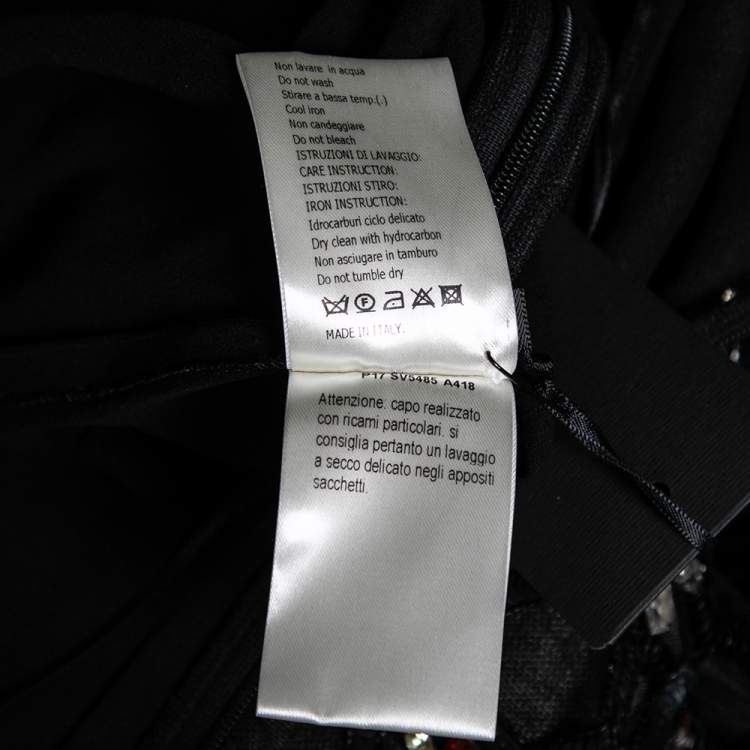 Non lavare in acqua
Do not wash
Stirare a bassa temp.(.)
Cool iron
Non candeggiare
Do not bleach
ISTRUZIONI DI LAVAGGIO:
CARE INSTRUCTION:
ISTRUZIONI STIRO:
IRON INSTRUCTION:
Idrocarburi ciclo delicato
Dry clean with hydrocarbon
Non asciugare in tamburo
Do not tumble dry
F
MADE IN ITALY.
P17 SV5485 A418
Attenzione: capo realizzato
con ricami particolari. si
consiglia pertanto un lavaggio
a secco delicato negli appositi
sacchetti.